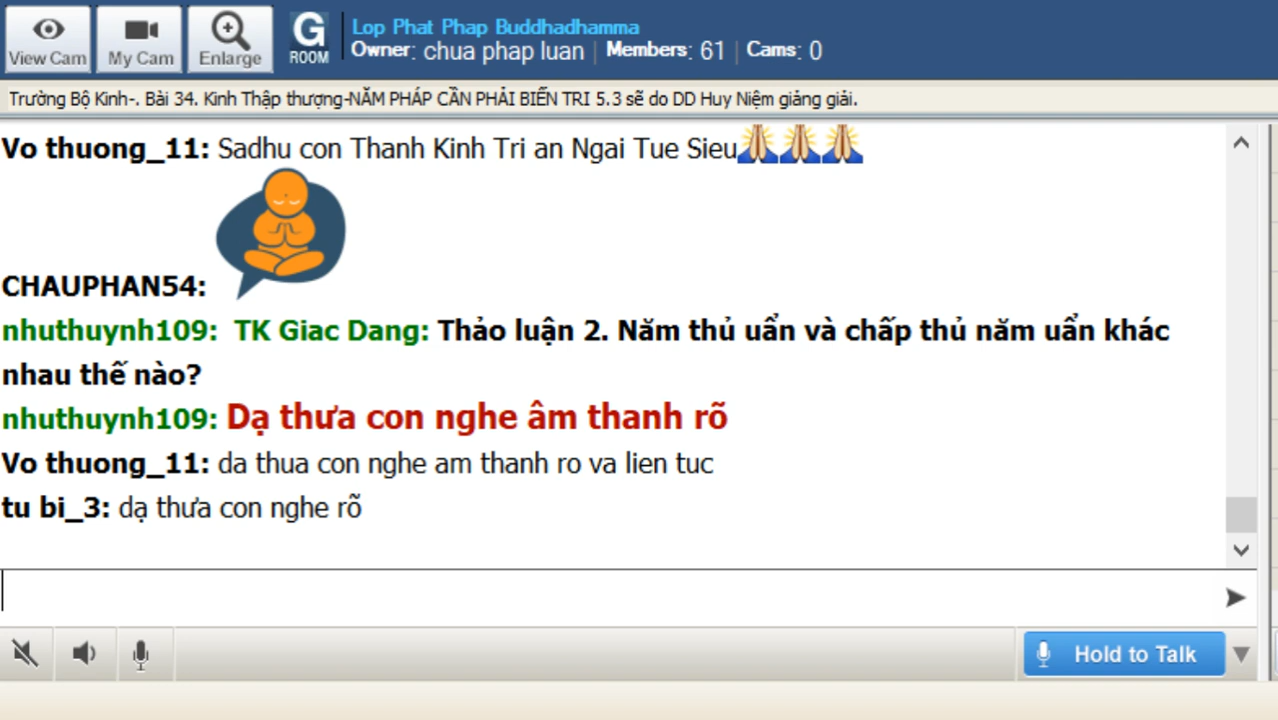 Lop Phat Phap Buddhadhamma
View Cam My Cam Enlarge G ROOM Owner: chua phap luan | Members: 61 | Cams: 0
Trường Bộ Kinh-. Bài 34. Kinh Thập thượng-NĂM PHÁP CẦN PHẢI BIẾN TRI 5.3 sẽ do DD Huy Niệm giảng giải.
Vo thuong_11: Sadhu con Thanh Kinh Tri an Ngai Tue Sieu🙏🙏🙏
CHAUPHAN54:
nhuthuynh109: TK Giac Dang: Thảo luận 2. Năm thủ uẩn và chấp thủ năm uẩn khác
nhau thế nào?
nhuthuynh109: Dạ thưa con nghe âm thanh rõ
Vo thuong_11: da thua con nghe am thanh ro va lien tuc
tu bi_3: dạ thưa con nghe rõ
Hold to Talk